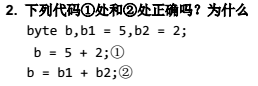 2. 下列代码①处和②处正确吗？为什么
byte b,b1 = 5,b2 = 2;
b = 5 + 2;①
b = b1 + b2;②